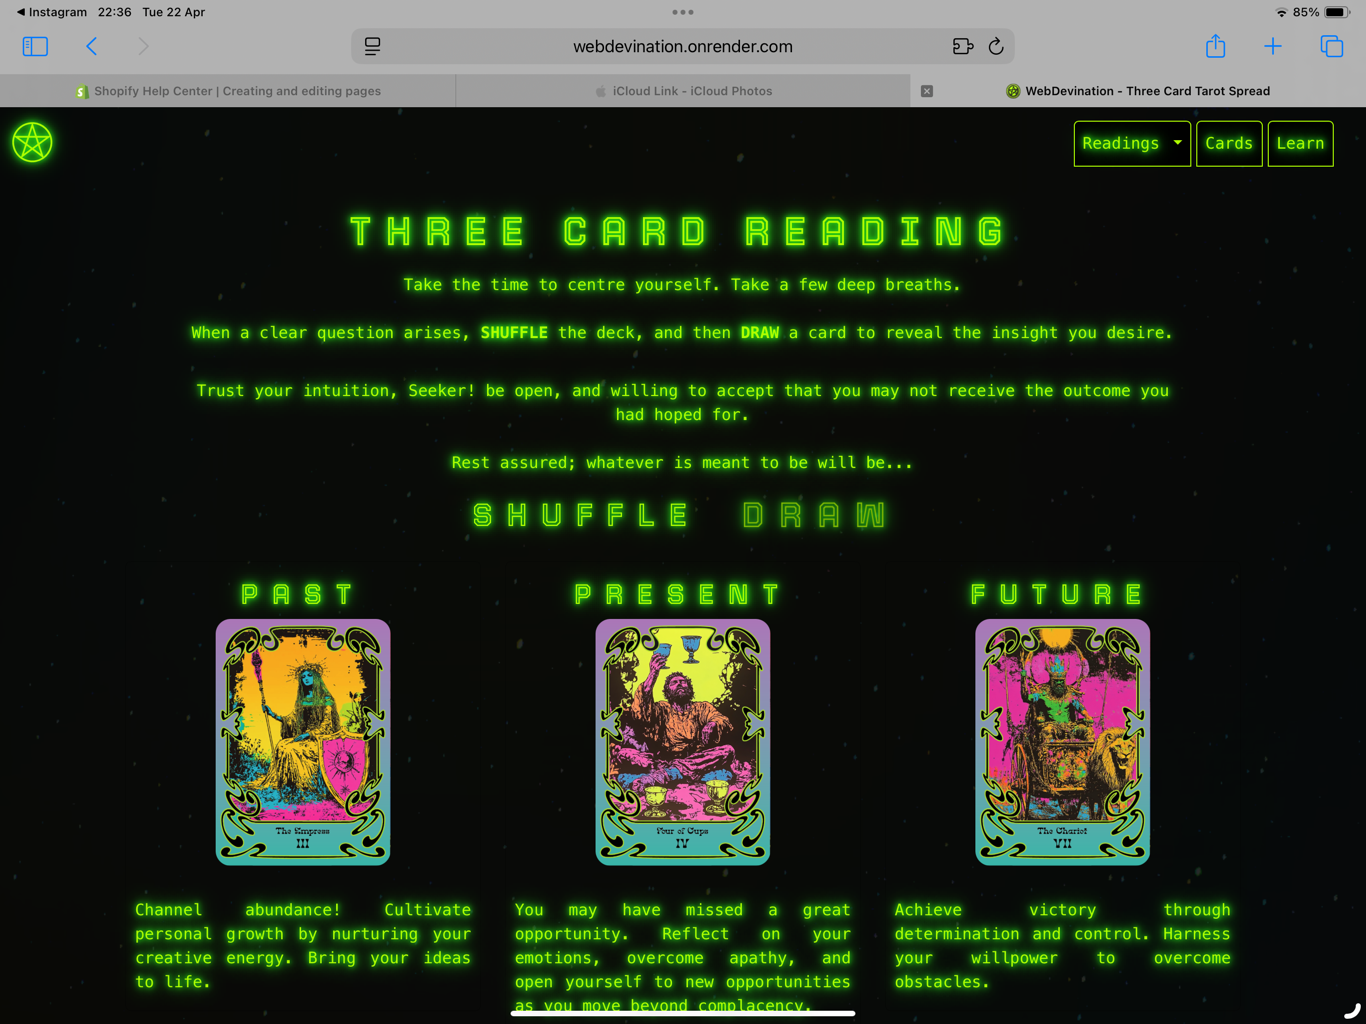 Instagram 22:36 Tue 22 Apr
85%
webdevination.onrender.com
Shopify Help Center | Creating and editing pages
iCloud Link - iCloud Photos
WebDevination - Three Card Tarot Spread
Readings Cards Learn
THREE CARD READING
Take the time to centre yourself. Take a few deep breaths.
When a clear question arises, SHUFFLE the deck, and then DRAW a card to reveal the insight you desire.
Trust your intuition, Seeker! be open, and willing to accept that you may not receive the outcome you
had hoped for.
Rest assured; whatever is meant to be will be...
SHUFFLE DRAW
PAST
The Empress
III
Channel abundance! Cultivate
personal growth by nurturing your
creative energy. Bring your ideas
to life.
PRESENT
Four of Cups
IV
You may have missed a great
opportunity. Reflect on your
emotions, overcome apathy, and
open yourself to new opportunities
as you move beyond complacency.
FUTURE
The Chariot
VII
Achieve victory through
determination and control. Harness
your willpower to overcome
obstacles.